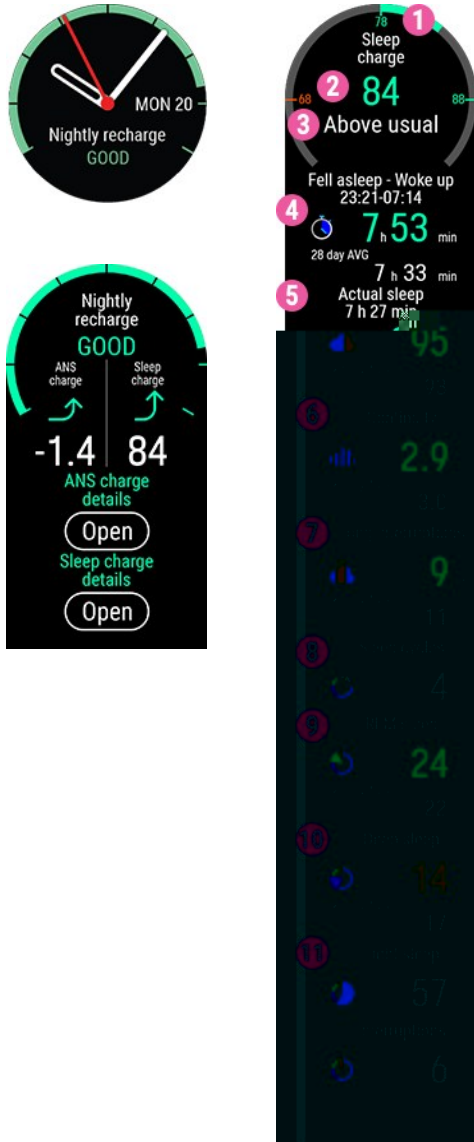 MON 20
Nightly recharge
GOOD
Nightly
recharge
GOOD
ANS
charge
Sleep
charge
-1.4
84
ANS charge
details
Open
Sleep charge
details
Open
1
78
Sleep
charge
2
84
68
88
3
Above usual
Fell asleep - Woke up
23:21-07:14
4
7 h 53 min
28 day AVG
7 h 33 min
5
Actual sleep
7 h 27 min
95
6
2.9
7
9
11
8
4
9
24
22
10
14
17
11
57
6